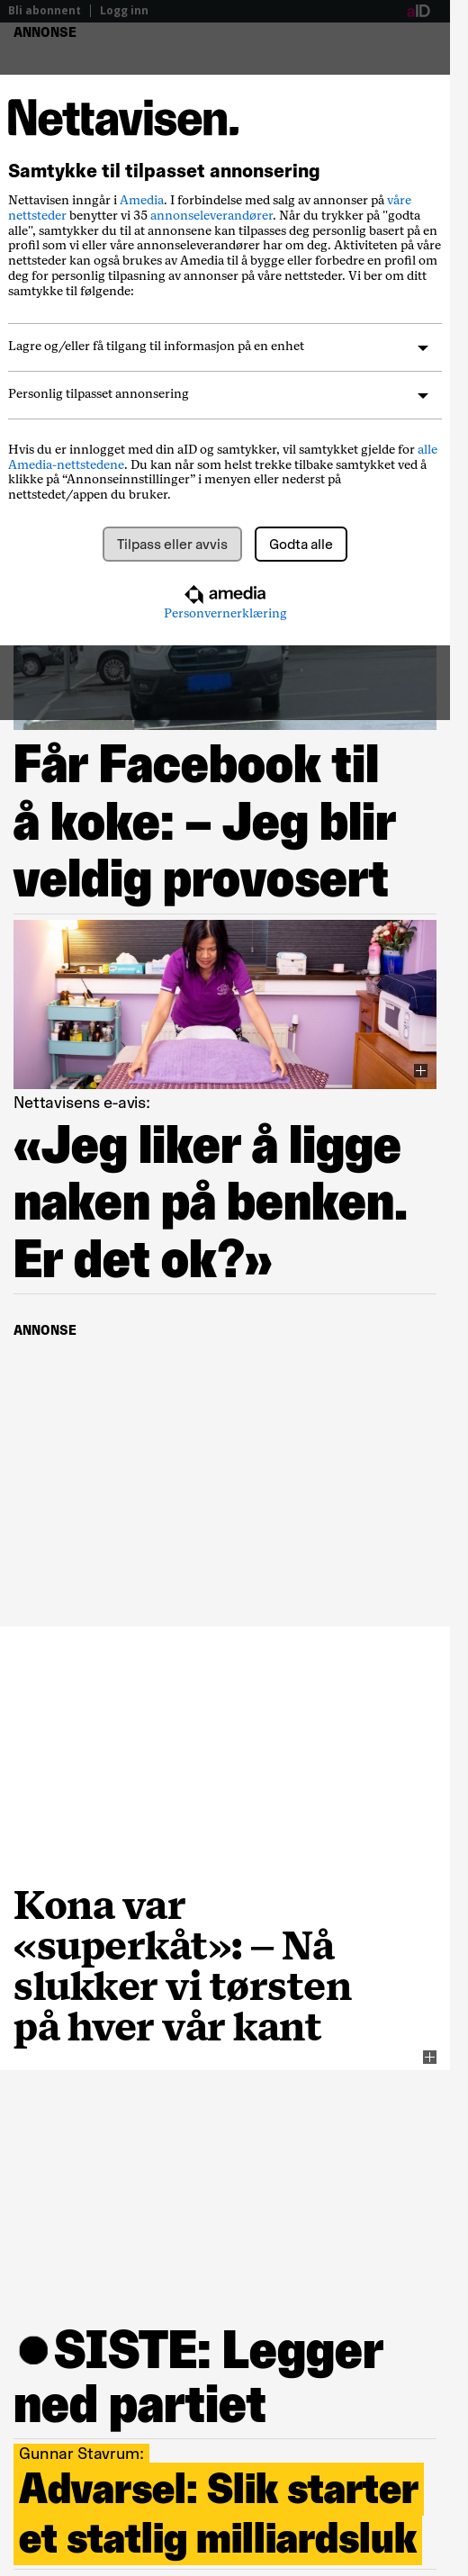 Bli abonnent | Logg inn
aID
ANNONSE
Nettavisen.
Samtykke til tilpasset annonsering
Nettavisen inngår i Amedia. I forbindelse med salg av annonser på våre
nettsteder benytter vi 35 annonseleverandører. Når du trykker på "godta
alle", samtykker du til at annonsene kan tilpasses deg personlig basert på en
profil som vi eller våre annonseleverandører har om deg. Aktiviteten på våre
nettsteder kan også brukes av Amedia til å bygge eller forbedre en profil om
deg for personlig tilpasning av annonser på våre nettsteder. Vi ber om ditt
samtykke til følgende:
Lagre og/eller få tilgang til informasjon på en enhet
Personlig tilpasset annonsering
Hvis du er innlogget med din aID og samtykker, vil samtykket gjelde for alle
Amedia-nettstedene. Du kan når som helst trekke tilbake samtykket ved å
klikke på “Annonseinnstillinger” i menyen eller nederst på
nettstedet/appen du bruker.
Tilpass eller avvis
Godta alle
amedia
Personvernerklæring
Får Facebook til
å koke: – Jeg blir
veldig provosert
Nettavisens e-avis:
«Jeg liker å ligge
naken på benken.
Er det ok?»
ANNONSE
Kona var
«superkåt»: – Nå
slukker vi tørsten
på hver vår kant
●SISTE: Legger
ned partiet
Gunnar Stavrum:
Advarsel: Slik starter
et statlig milliardsluk